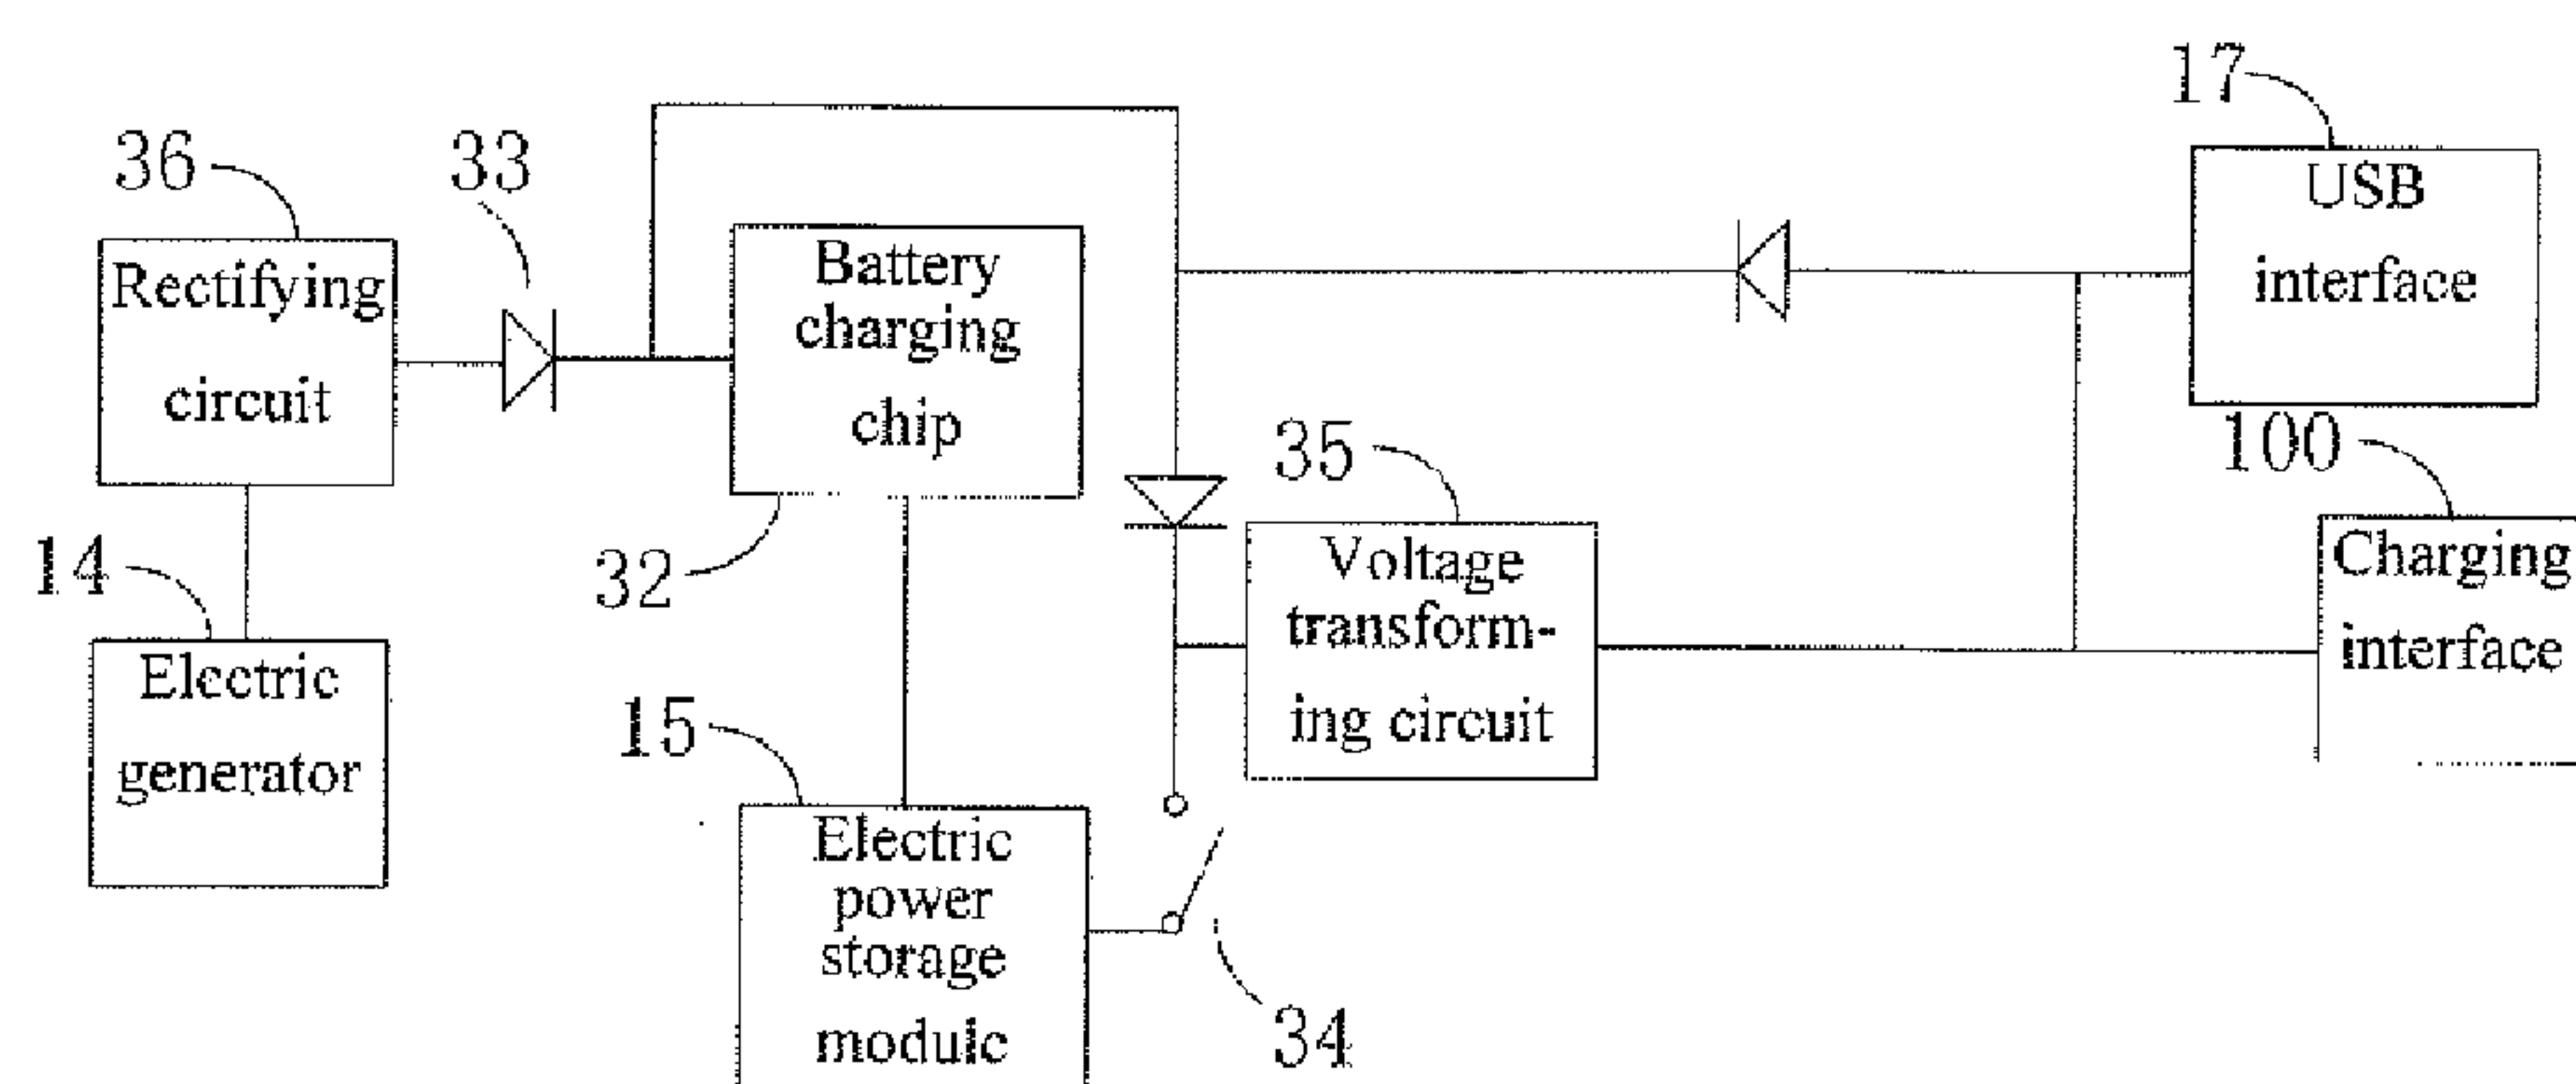 17
36
33
USB
interface
Rectifying
circuit
Battery
charging
chip
35
100
14
32
Voltage
transform-
ing circuit
Charging
interface
Electric
generator
15
Electric
power
storage
module
34